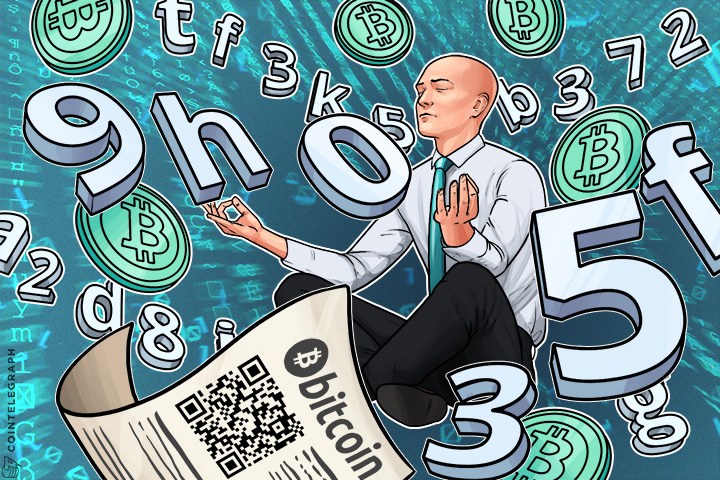 t f 3 k 5 b 3 7 2
9 h 0 5 f
a 2 d 8 i 3 g
bitcoin
COINTELEGRAPH